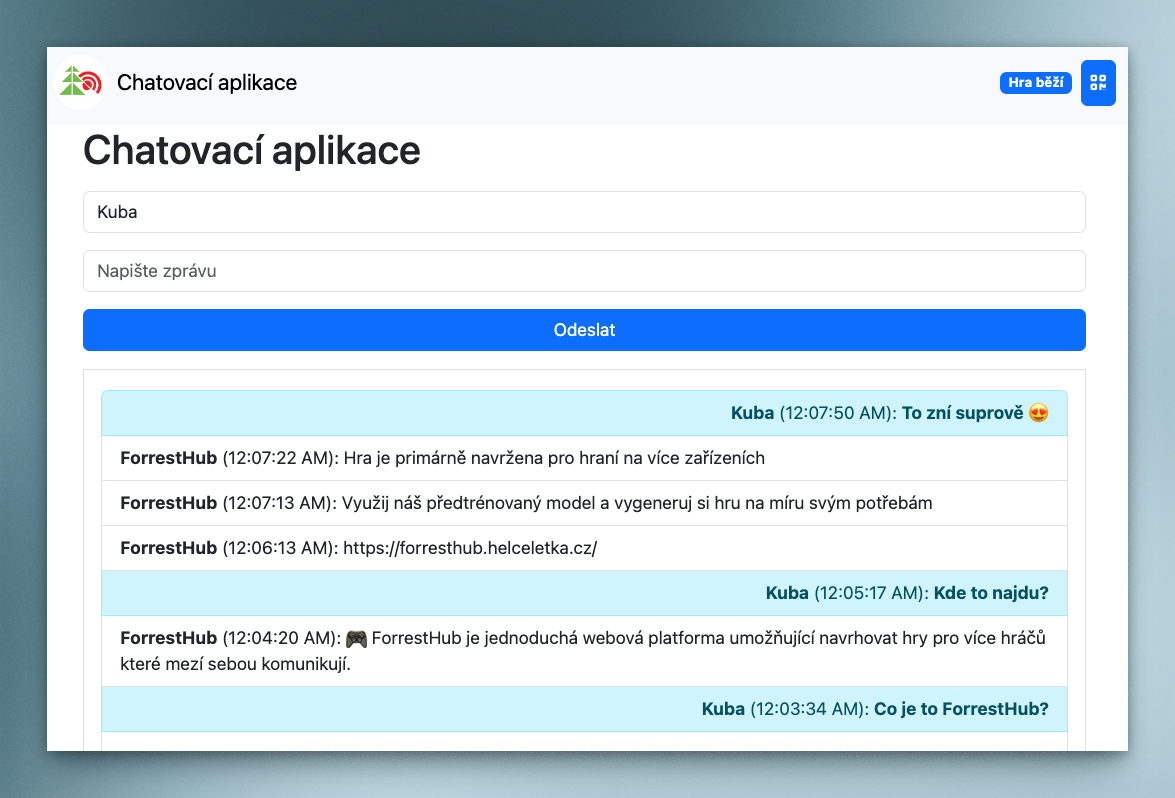 Chatovací aplikace
Hra běží
Chatovací aplikace
Kuba
Napište zprávu
Odeslat
Kuba (12:07:50 AM): To zní suprově 😍
ForrestHub (12:07:22 AM): Hra je primárně navržena pro hraní na více zařízeních
ForrestHub (12:07:13 AM): Využij náš předtrénovaný model a vygeneruj si hru na míru svým potřebám
ForrestHub (12:06:13 AM): https://forresthub.helceletka.cz/
Kuba (12:05:17 AM): Kde to najdu?
ForrestHub (12:04:20 AM): 🎮 ForrestHub je jednoduchá webová platforma umožňující navrhovat hry pro více hráčů
které mezí sebou komunikují.
Kuba (12:03:34 AM): Co je to ForrestHub?